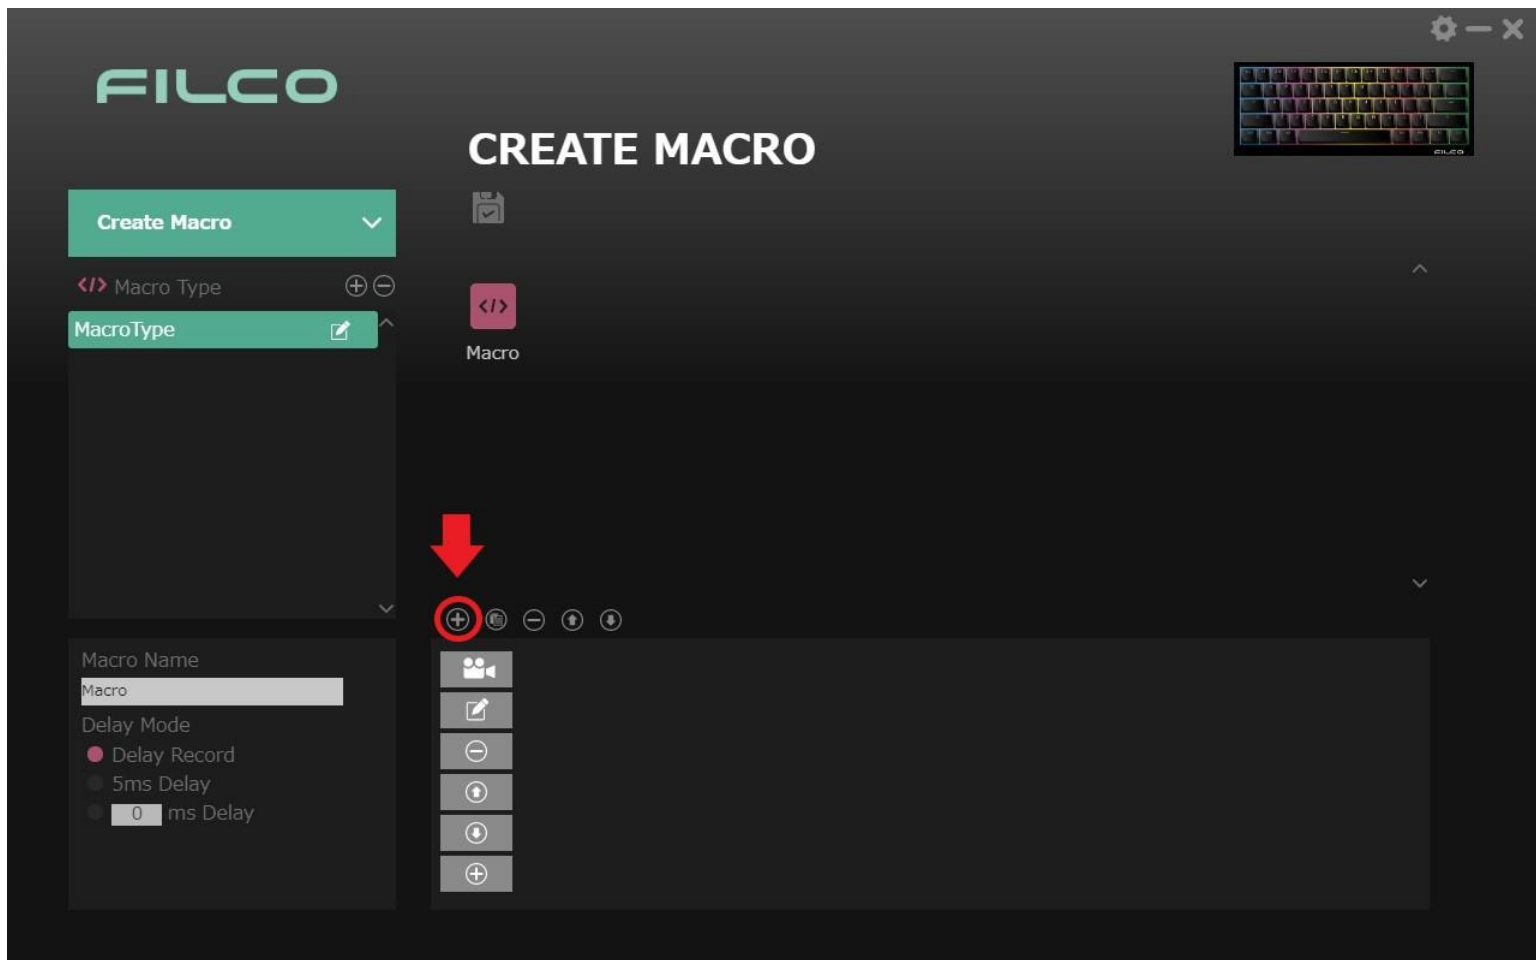 FILCO
FILCO
CREATE MACRO
Create Macro
</> Macro Type
MacroType
</>
Macro
Macro Name
Macro
Delay Mode
Delay Record
5ms Delay
0 ms Delay